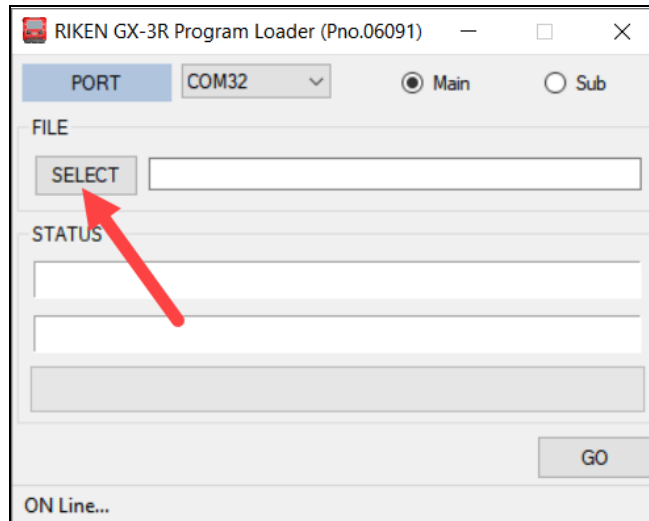 RIKEN GX-3R Program Loader (Pno.06091)
PORT COM32 Main Sub
FILE
SELECT
STATUS
GO
ON Line...